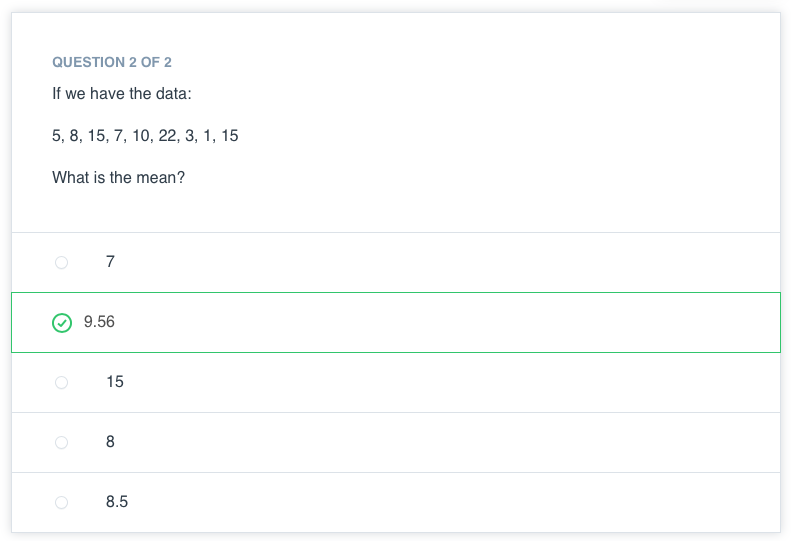 QUESTION 2 OF 2
If we have the data:
5, 8, 15, 7, 10, 22, 3, 1, 15
What is the mean?
7
9.56
15
8
8.5